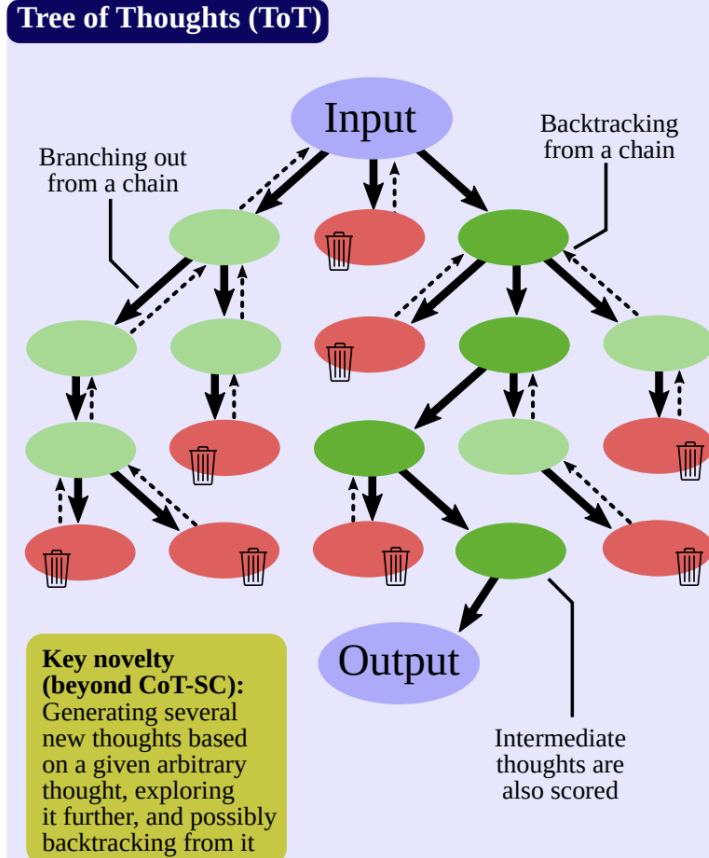 Tree of Thoughts (ToT)
Input
Branching out
from a chain
Backtracking
from a chain
Output
Key novelty
(beyond CoT-SC):
Generating several
new thoughts based
on a given arbitrary
thought, exploring
it further, and possibly
backtracking from it
Intermediate
thoughts are
also scored